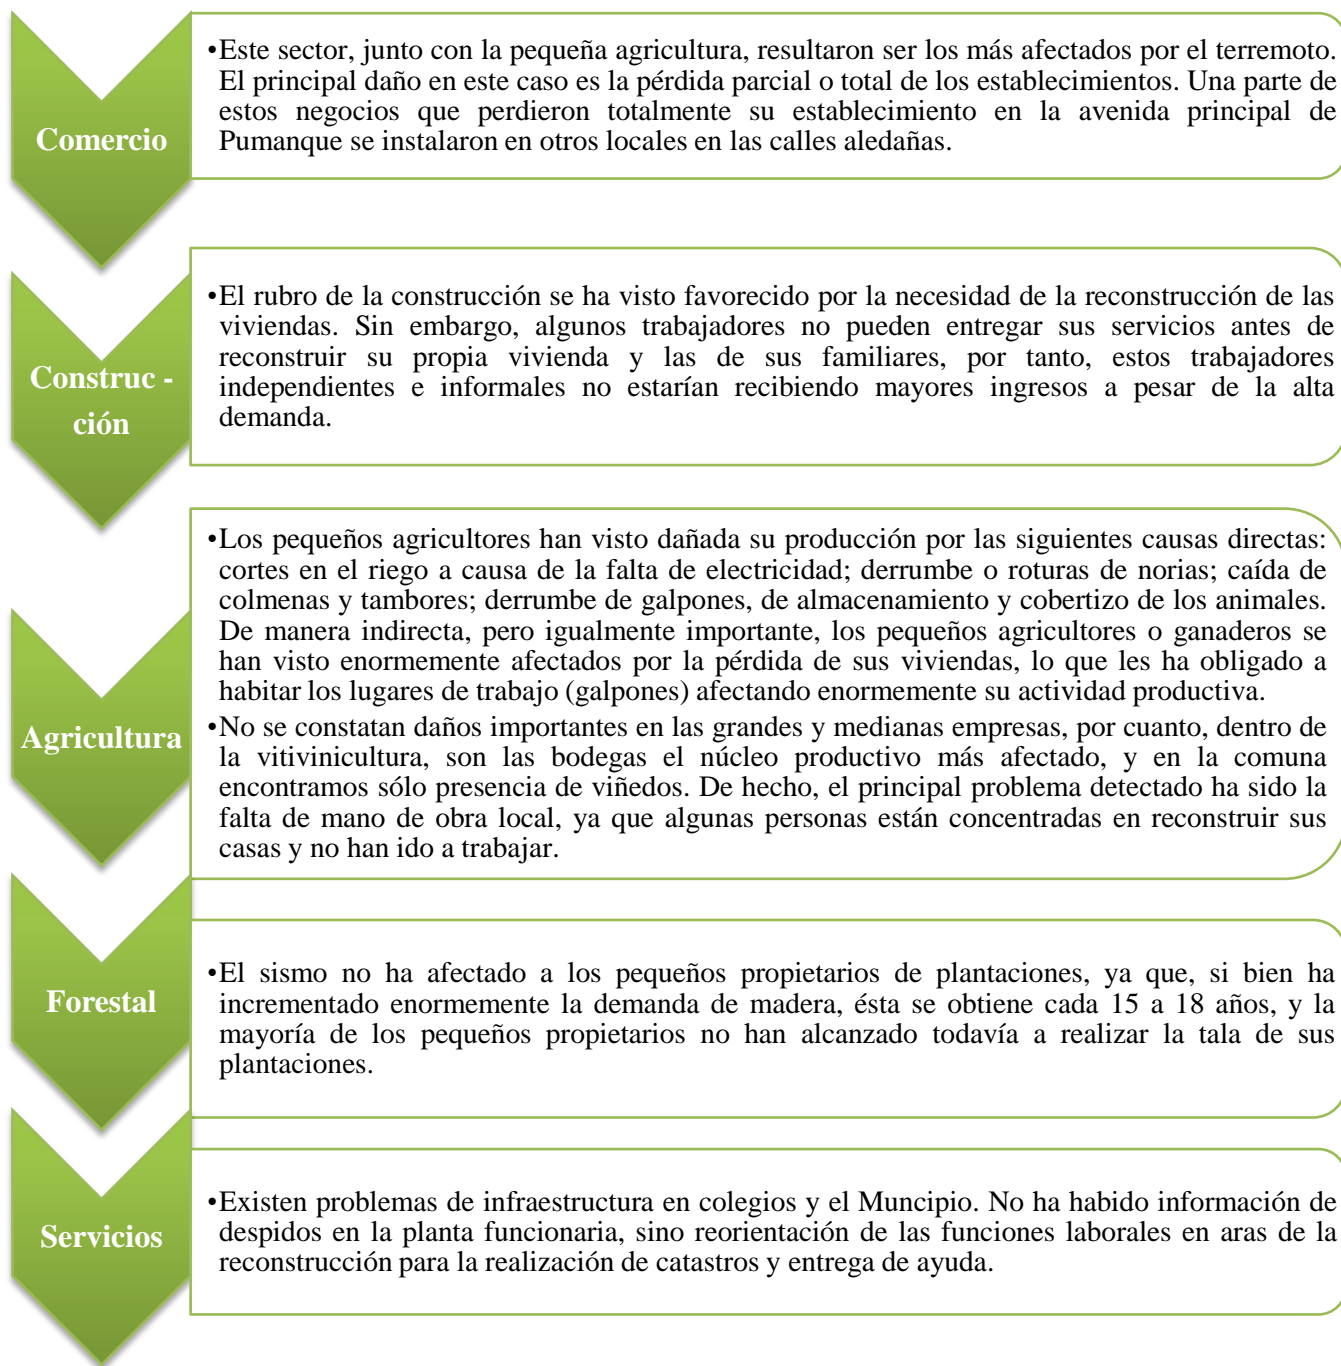 Comercio
•Este sector, junto con la pequeña agricultura, resultaron ser los más afectados por el terremoto.
El principal daño en este caso es la pérdida parcial o total de los establecimientos. Una parte de
estos negocios que perdieron totalmente su establecimiento en la avenida principal de
Pumanque se instalaron en otros locales en las calles aledañas.
Construc -
ción
•El rubro de la construcción se ha visto favorecido por la necesidad de la reconstrucción de las
viviendas. Sin embargo, algunos trabajadores no pueden entregar sus servicios antes de
reconstruir su propia vivienda y las de sus familiares, por tanto, estos trabajadores
independientes e informales no estarían recibiendo mayores ingresos a pesar de la alta
demanda.
Agricultura
•Los pequeños agricultores han visto dañada su producción por las siguientes causas directas:
cortes en el riego a causa de la falta de electricidad; derrumbe o roturas de norias; caída de
colmenas y tambores; derrumbe de galpones, de almacenamiento y cobertizo de los animales.
De manera indirecta, pero igualmente importante, los pequeños agricultores o ganaderos se
han visto enormemente afectados por la pérdida de sus viviendas, lo que les ha obligado a
habitar los lugares de trabajo (galpones) afectando enormemente su actividad productiva.
•No se constatan daños importantes en las grandes y medianas empresas, por cuanto, dentro de
la vitivinicultura, son las bodegas el núcleo productivo más afectado, y en la comuna
encontramos sólo presencia de viñedos. De hecho, el principal problema detectado ha sido la
falta de mano de obra local, ya que algunas personas están concentradas en reconstruir sus
casas y no han ido a trabajar.
Forestal
•El sismo no ha afectado a los pequeños propietarios de plantaciones, ya que, si bien ha
incrementado enormemente la demanda de madera, ésta se obtiene cada 15 a 18 años, y la
mayoría de los pequeños propietarios no han alcanzado todavía a realizar la tala de sus
plantaciones.
Servicios
•Existen problemas de infraestructura en colegios y el Muncipio. No ha habido información de
despidos en la planta funcionaria, sino reorientación de las funciones laborales en aras de la
reconstrucción para la realización de catastros y entrega de ayuda.